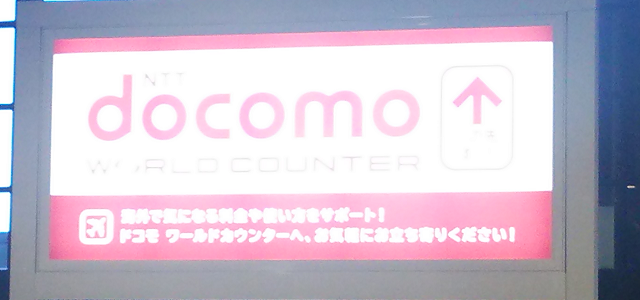 NTT
docomo
WORLD COUNTER
海外で気になる料金や使い方をサポート!
ドコモ ワールドカウンターへ、お気軽にお立ち寄りください!